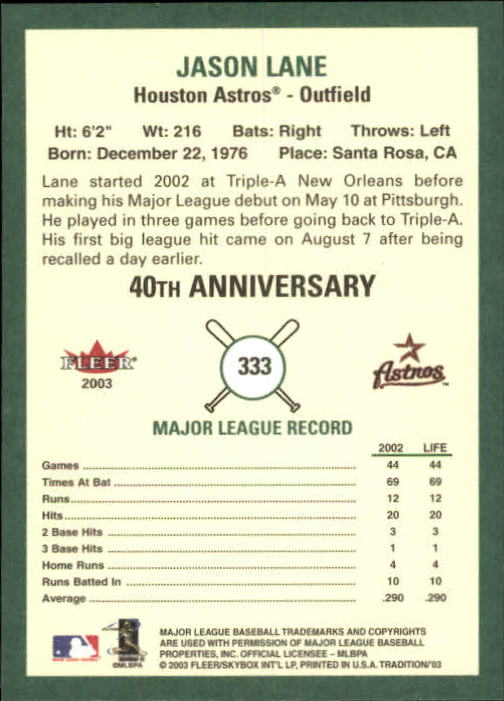 JASON LANE
Houston Astros® - Outfield
Ht: 6'2" Wt: 216 Bats: Right Throws: Left
Born: December 22, 1976 Place: Santa Rosa, CA
Lane started 2002 at Triple-A New Orleans before
making his Major League debut on May 10 at Pittsburgh.
He played in three games before going back to Triple-A.
His first big league hit came on August 7 after being
recalled a day earlier.
40TH ANNIVERSARY
FLEER®
2003
333
Astros™
MAJOR LEAGUE RECORD
2002 LIFE
Games 44 44
Times At Bat 69 69
Runs 12 12
Hits 20 20
2 Base Hits 3 3
3 Base Hits 1 1
Home Runs 4 4
Runs Batted In 10 10
Average .290 .290
©MLBPA
MAJOR LEAGUE BASEBALL TRADEMARKS AND COPYRIGHTS
ARE USED WITH PERMISSION OF MAJOR LEAGUE BASEBALL
PROPERTIES, INC. OFFICIAL LICENSEE - MLBPA
© 2003 FLEER/SKYBOX INT'L LP, PRINTED IN U.S.A. TRADITION/'03